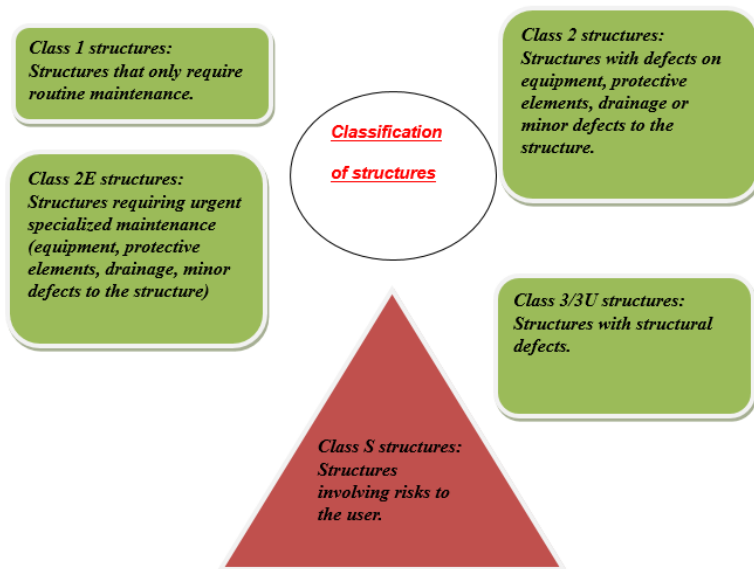 Class 1 structures:
Structures that only require
routine maintenance.
Class 2 structures:
Structures with defects on
equipment, protective
elements, drainage or
minor defects to the
structure.
Classification
of structures
Class 2E structures:
Structures requiring urgent
specialized maintenance
(equipment, protective
elements, drainage, minor
defects to the structure)
Class 3/3U structures:
Structures with structural
defects.
Class S structures:
Structures
involving risks to
the user.